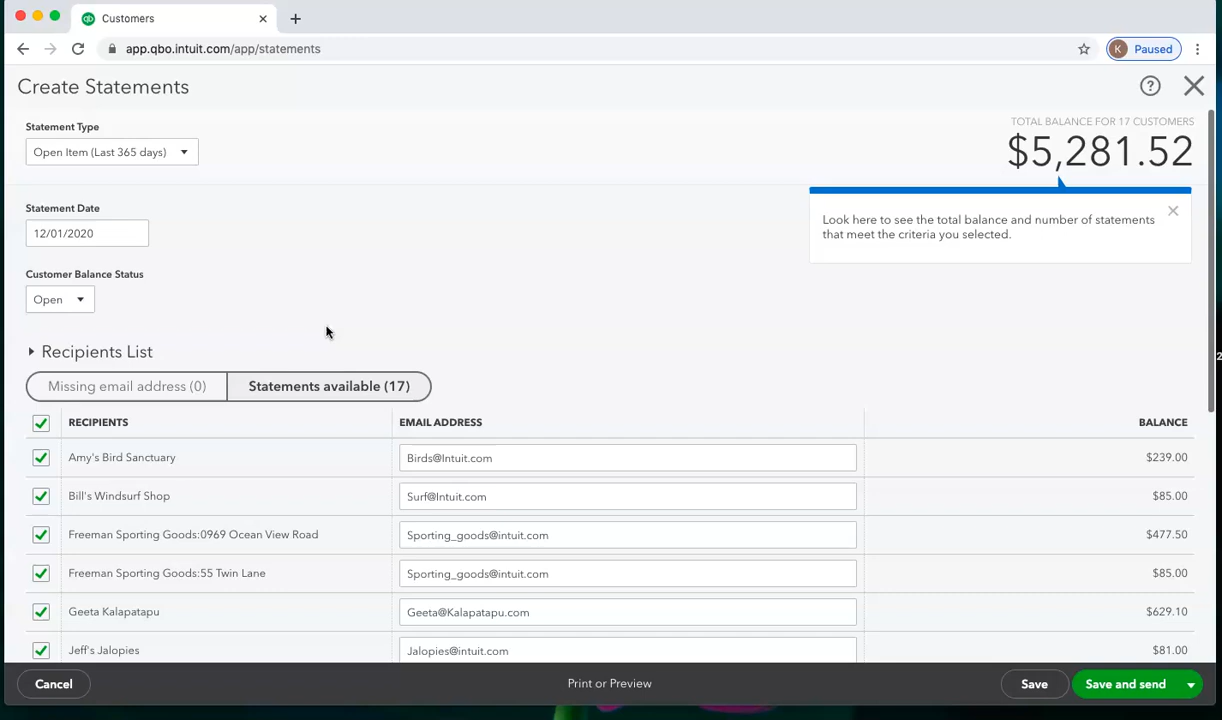 Customers
app.qbo.intuit.com/app/statements
K Paused
Create Statements
Statement Type
TOTAL BALANCE FOR 17 CUSTOMERS
Open Item (Last 365 days)
$5,281.52
Statement Date
12/01/2020
Look here to see the total balance and number of statements
that meet the criteria you selected.
Customer Balance Status
Open
Recipients List
Missing email address (0) Statements available (17)
RECIPIENTS EMAIL ADDRESS BALANCE
Amy's Bird Sanctuary Birds@Intuit.com $239.00
Bill's Windsurf Shop Surf@Intuit.com $85.00
Freeman Sporting Goods:0969 Ocean View Road Sporting_goods@intuit.com $477.50
Freeman Sporting Goods:55 Twin Lane Sporting_goods@intuit.com $85.00
Geeta Kalapatapu Geeta@Kalapatapu.com $629.10
Jeff's Jalopies Jalopies@intuit.com $81.00
Cancel Print or Preview Save Save and send